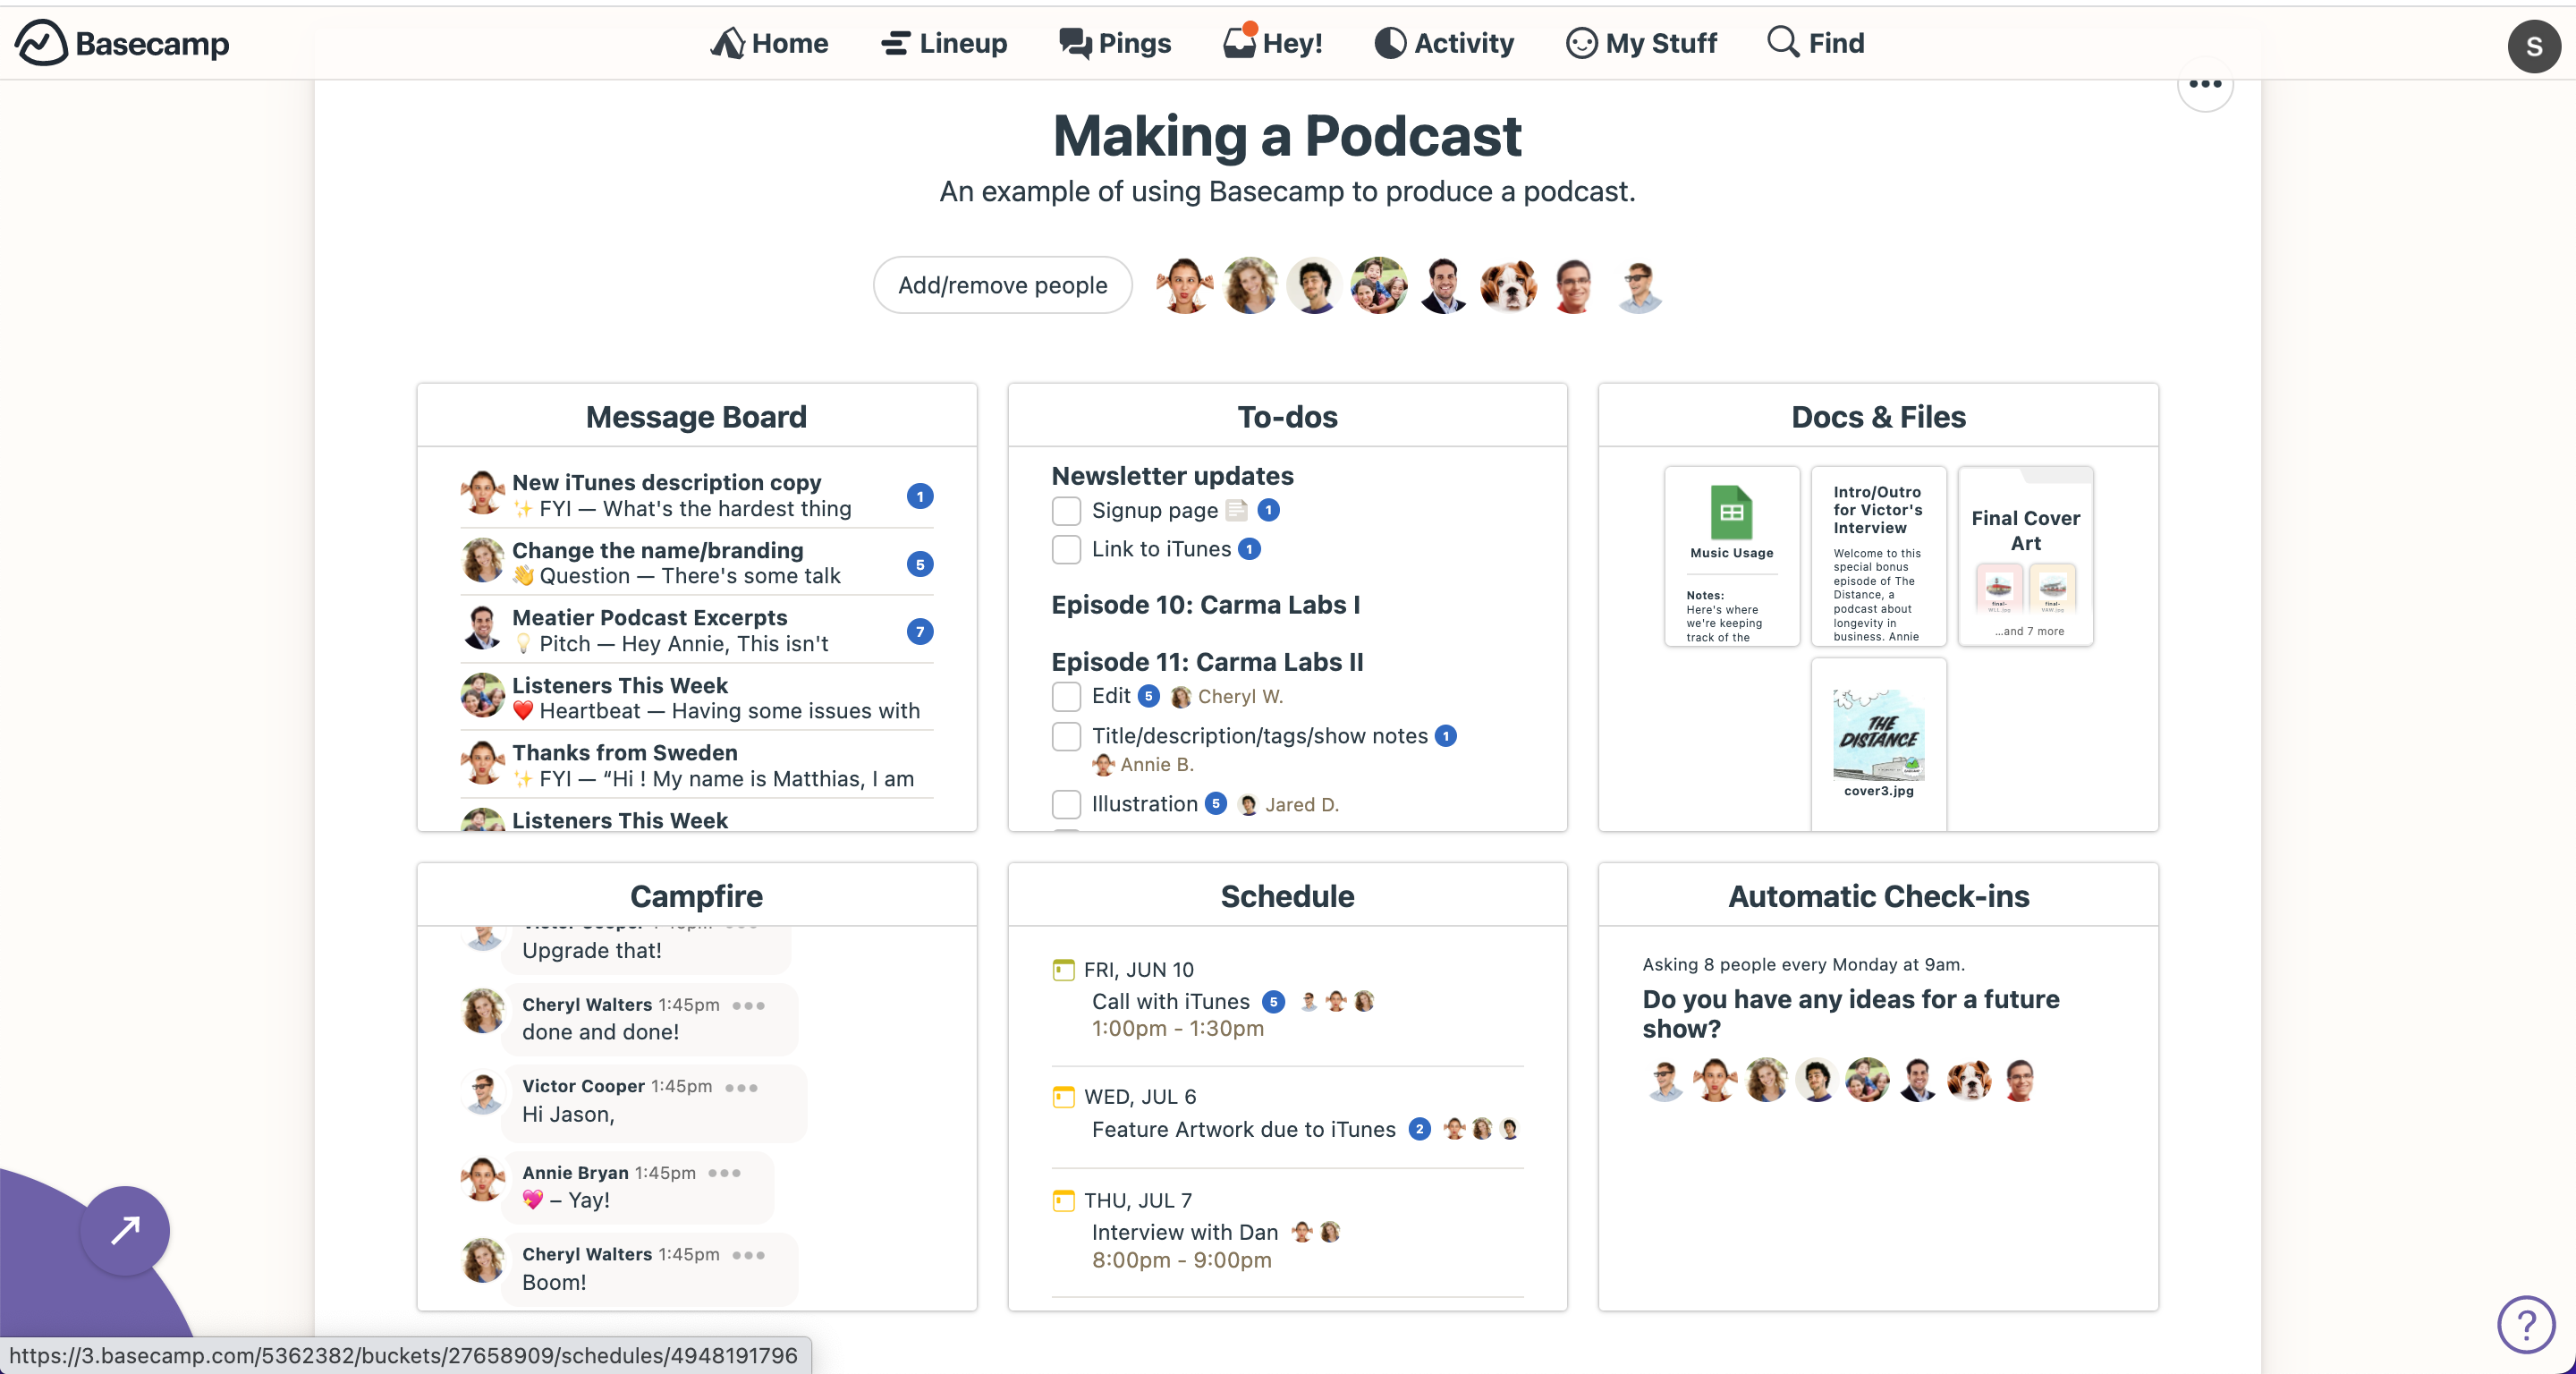 Basecamp
Home
Lineup
Pings
Hey!
Activity
My Stuff
Find
S
Making a Podcast
An example of using Basecamp to produce a podcast.
Add/remove people
Message Board
New iTunes description copy
✨ FYI — What's the hardest thing
1
Change the name/branding
👋 Question — There's some talk
5
Meatier Podcast Excerpts
💡 Pitch — Hey Annie, This isn't
7
Listeners This Week
❤️ Heartbeat — Having some issues with
Thanks from Sweden
✨ FYI — “Hi ! My name is Matthias, I am
Listeners This Week
To-dos
Newsletter updates
Signup page 1
Link to iTunes 1
Episode 10: Carma Labs I
Episode 11: Carma Labs II
Edit 5 Cheryl W.
Title/description/tags/show notes 1
Annie B.
Illustration 5 Jared D.
Docs & Files
Music Usage
Notes:
Here's where
we're keeping
track of the
Intro/Outro
for Victor's
Interview
Welcome to this
special bonus
episode of The
Distance, a
podcast about
longevity in
business. Annie
Final Cover
Art
...and 7 more
THE
DISTANCE
cover3.jpg
Campfire
Upgrade that!
Cheryl Walters 1:45pm
done and done!
Victor Cooper 1:45pm
Hi Jason,
Annie Bryan 1:45pm
💖 – Yay!
Cheryl Walters 1:45pm
Boom!
Schedule
FRI, JUN 10
Call with iTunes 5
1:00pm - 1:30pm
WED, JUL 6
Feature Artwork due to iTunes 2
THU, JUL 7
Interview with Dan
8:00pm - 9:00pm
Automatic Check-ins
Asking 8 people every Monday at 9am.
Do you have any ideas for a future
show?
?
https://3.basecamp.com/5362382/buckets/27658909/schedules/4948191796